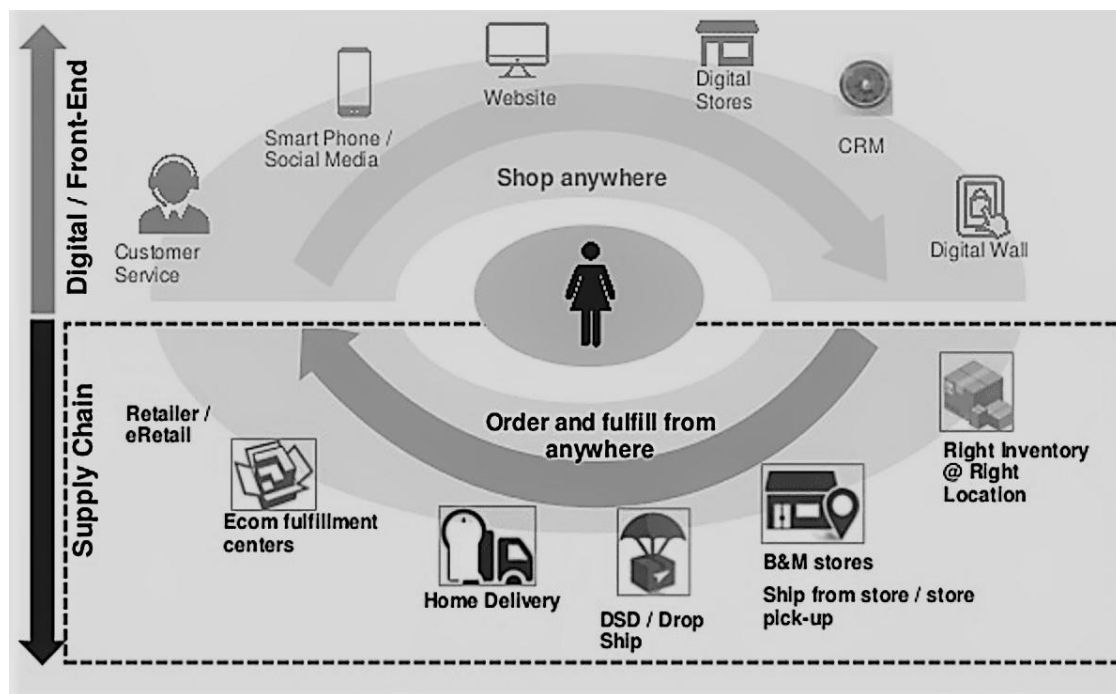 Digital / Front-End
Customer
Service
Smart Phone /
Social Media
Website
Digital
Stores
CRM
Digital Wall
Shop anywhere
Supply Chain
Order and fulfill from
anywhere
Retailer /
eRetail
Ecom fulfillment
centers
Home Delivery
DSD / Drop
Ship
B&M stores
Ship from store / store
pick-up
Right Inventory
@ Right
Location